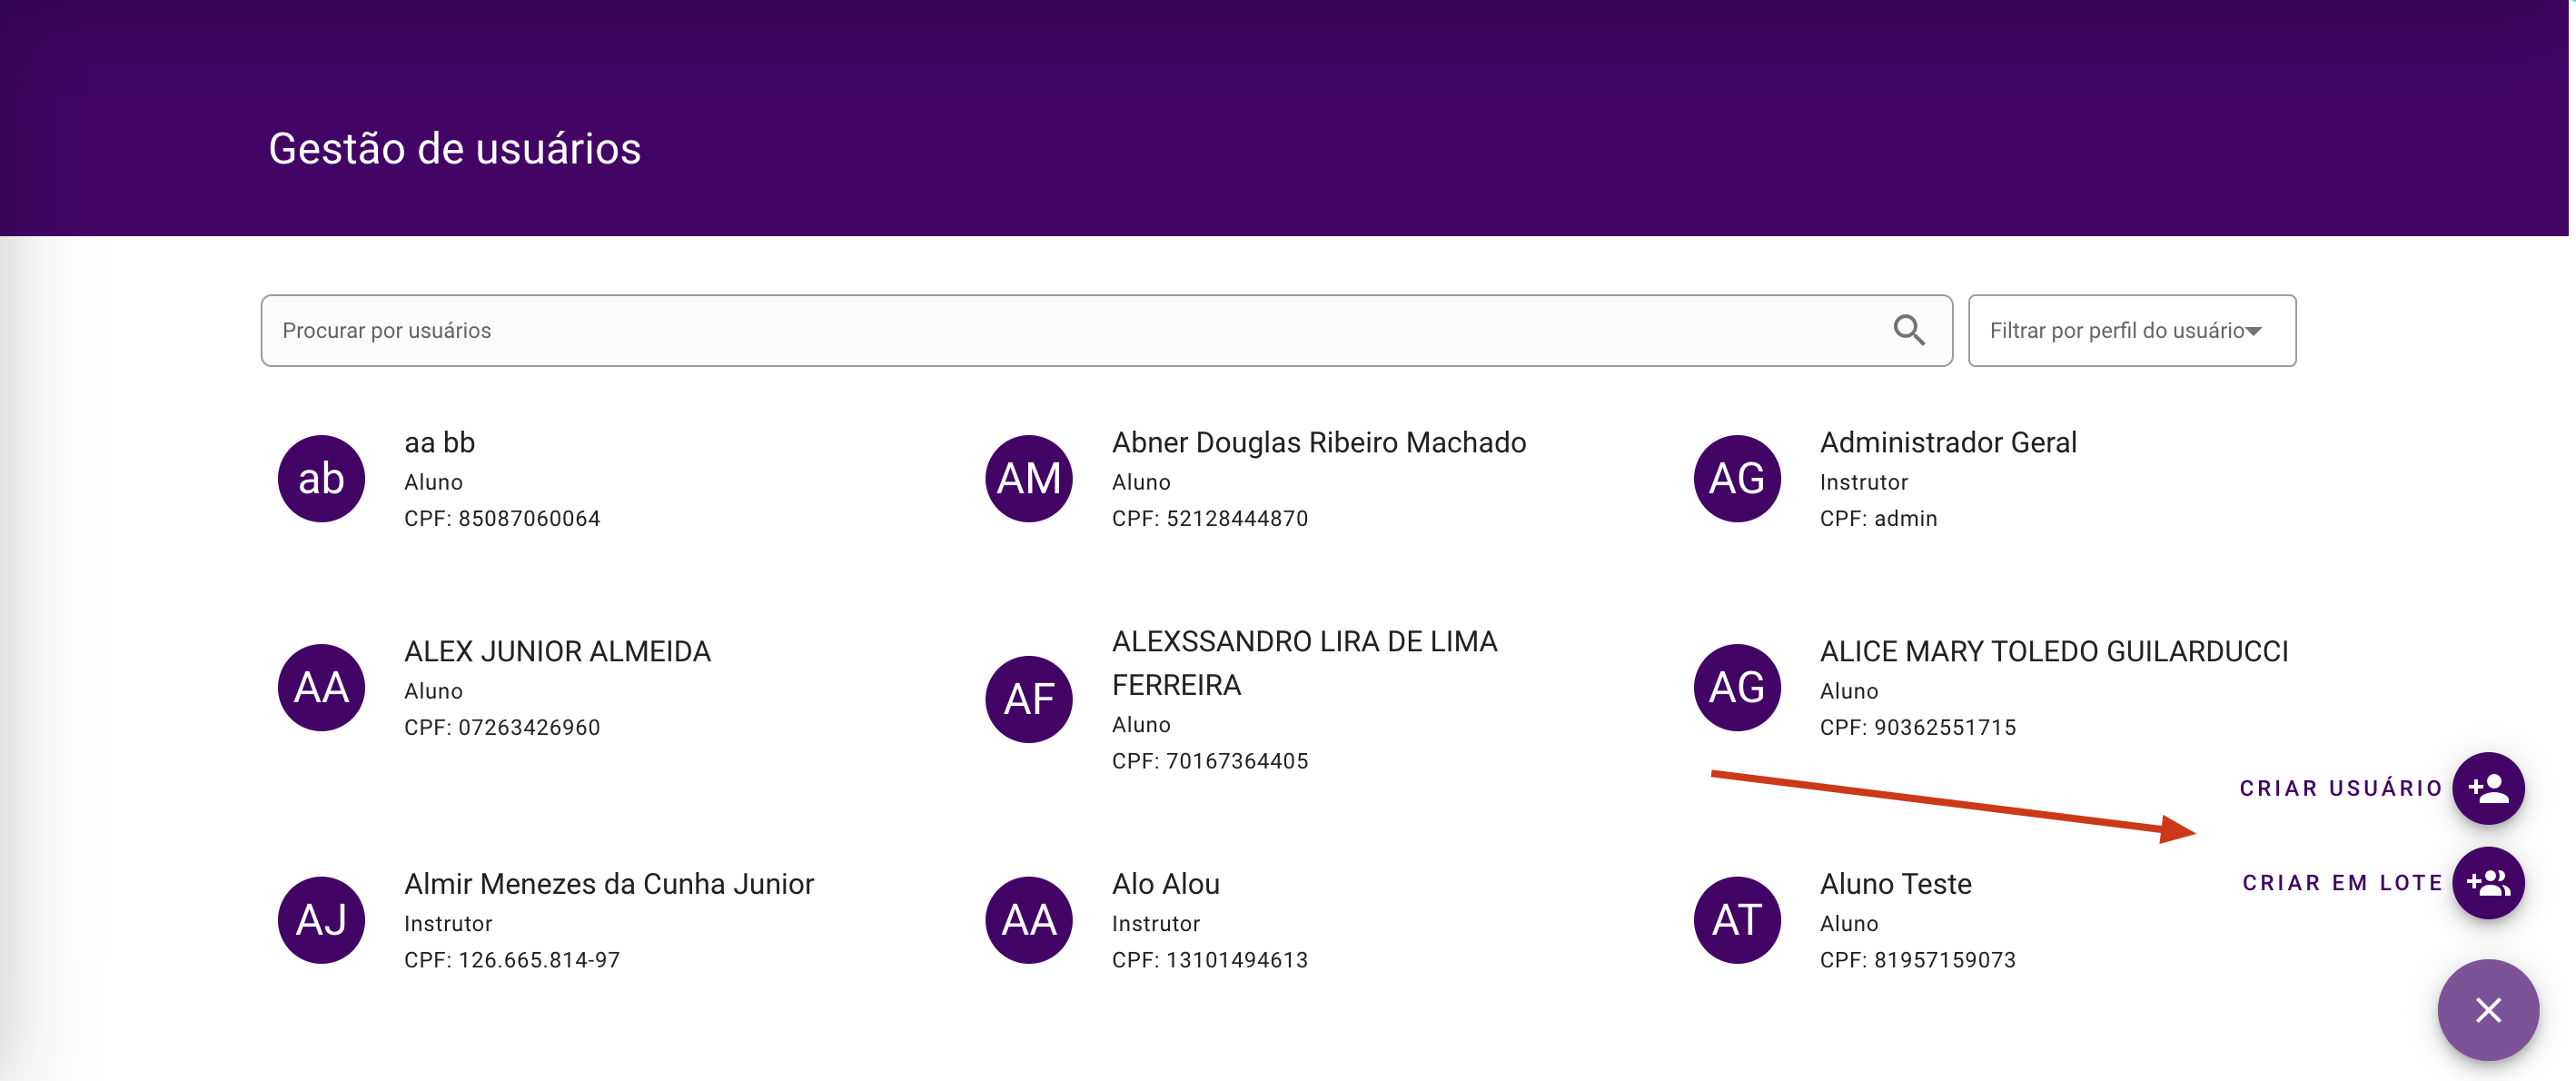 Gestão de usuários
Procurar por usuários
Filtrar por perfil do usuário
ab
aa bb
Aluno
CPF: 85087060064
AM
Abner Douglas Ribeiro Machado
Aluno
CPF: 52128444870
AG
Administrador Geral
Instrutor
CPF: admin
AA
ALEX JUNIOR ALMEIDA
Aluno
CPF: 07263426960
AF
ALEXSSANDRO LIRA DE LIMA
FERREIRA
Aluno
CPF: 70167364405
AG
ALICE MARY TOLEDO GUILARDUCCI
Aluno
CPF: 90362551715
CRIAR USUÁRIO
AJ
Almir Menezes da Cunha Junior
Instrutor
CPF: 126.665.814-97
AA
Alo Alou
Instrutor
CPF: 13101494613
AT
Aluno Teste
Aluno
CPF: 81957159073
CRIAR EM LOTE